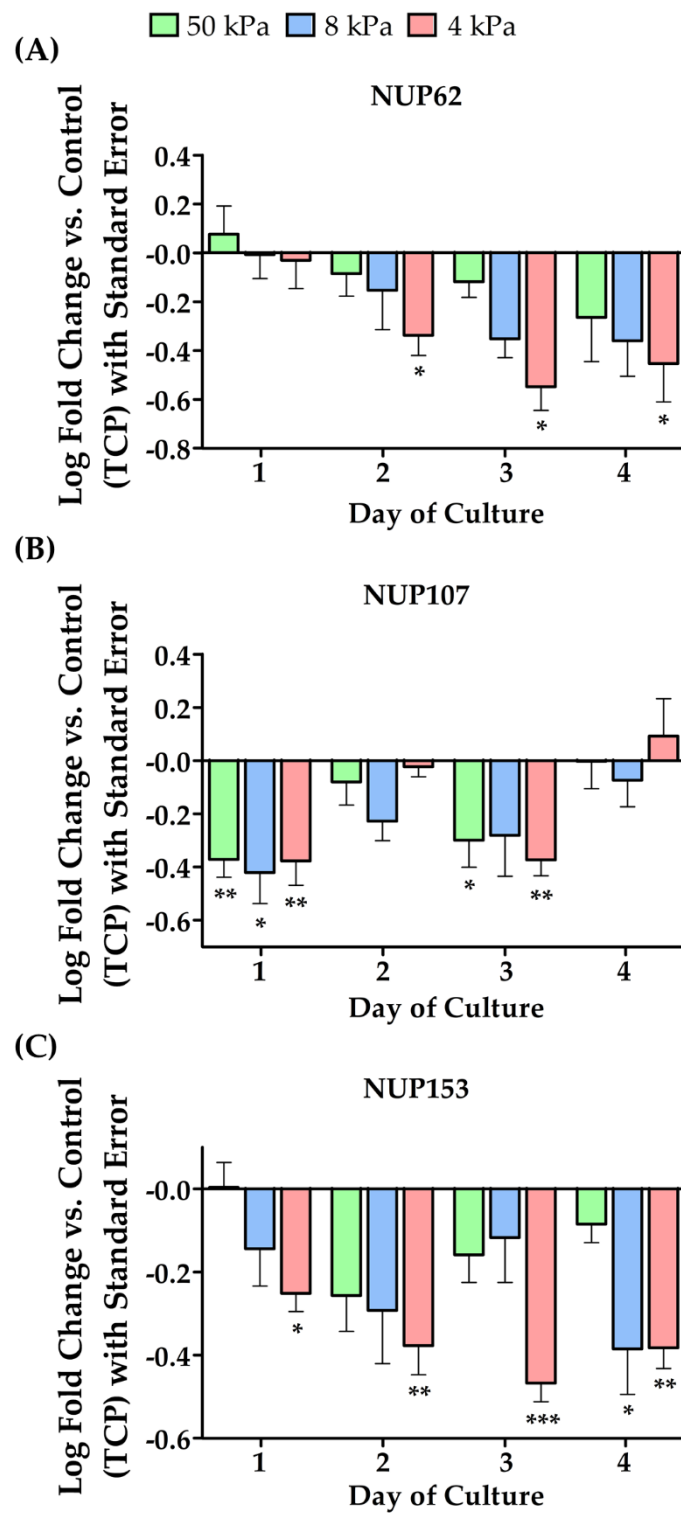 50 kPa 8 kPa 4 kPa
(A)
NUP62
Log Fold Change vs. Control
(TCP) with Standard Error
0.4
0.2
-0.0
-0.2
-0.4
-0.6
-0.8
* * *
1 2 3 4
Day of Culture
(B)
NUP107
Log Fold Change vs. Control
(TCP) with Standard Error
0.4
0.2
-0.0
-0.2
-0.4
-0.6
** * ** * **
1 2 3 4
Day of Culture
(C)
NUP153
Log Fold Change vs. Control
(TCP) with Standard Error
-0.0
-0.2
-0.4
-0.6
* ** *** * **
1 2 3 4
Day of Culture